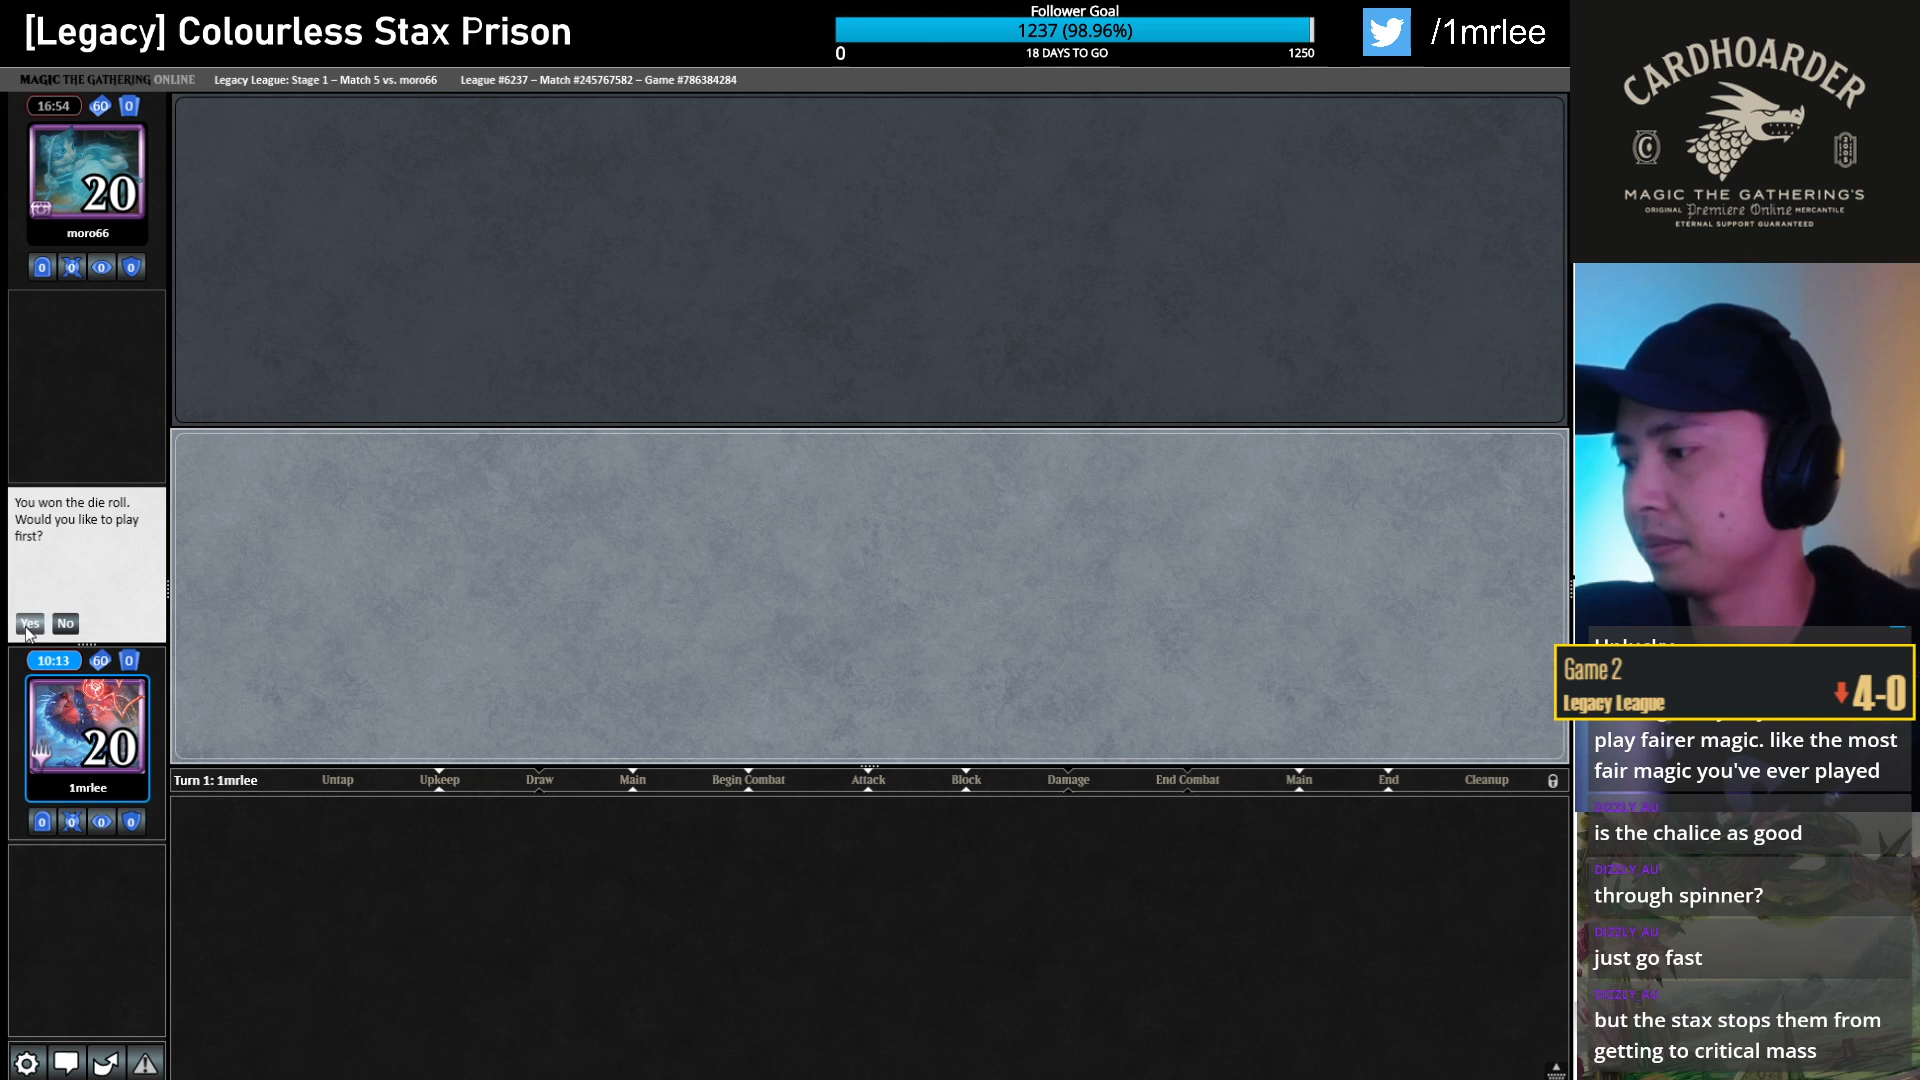 [Legacy] Colourless Stax Prison
Follower Goal
1237 (98.96%)
0
18 DAYS TO GO
1250
/1mrlee
MAGIC THE GATHERING ONLINE
Legacy League: Stage 1 – Match 5 vs. moro66
League #6237 – Match #245767582 – Game #786384284
16:54
60
0
20
moro66
0
0
0
0
You won the die roll.
Would you like to play
first?
Yes
No
10:13
60
0
20
1mrlee
0
0
0
0
Turn 1: 1mrlee
Untap
Upkeep
Draw
Main
Begin Combat
Attack
Block
Damage
End Combat
Main
End
Cleanup
CARDHOARDER
MAGIC THE GATHERING'S
ORIGINAL Premiere Online MERCANTILE
ETERNAL SUPPORT GUARANTEED
Game 2
Legacy League
4-0
play fairer magic. like the most
fair magic you've ever played
DIZZLY_AU
is the chalice as good
DIZZLY_AU
through spinner?
DIZZLY_AU
just go fast
DIZZLY_AU
but the stax stops them from
getting to critical mass